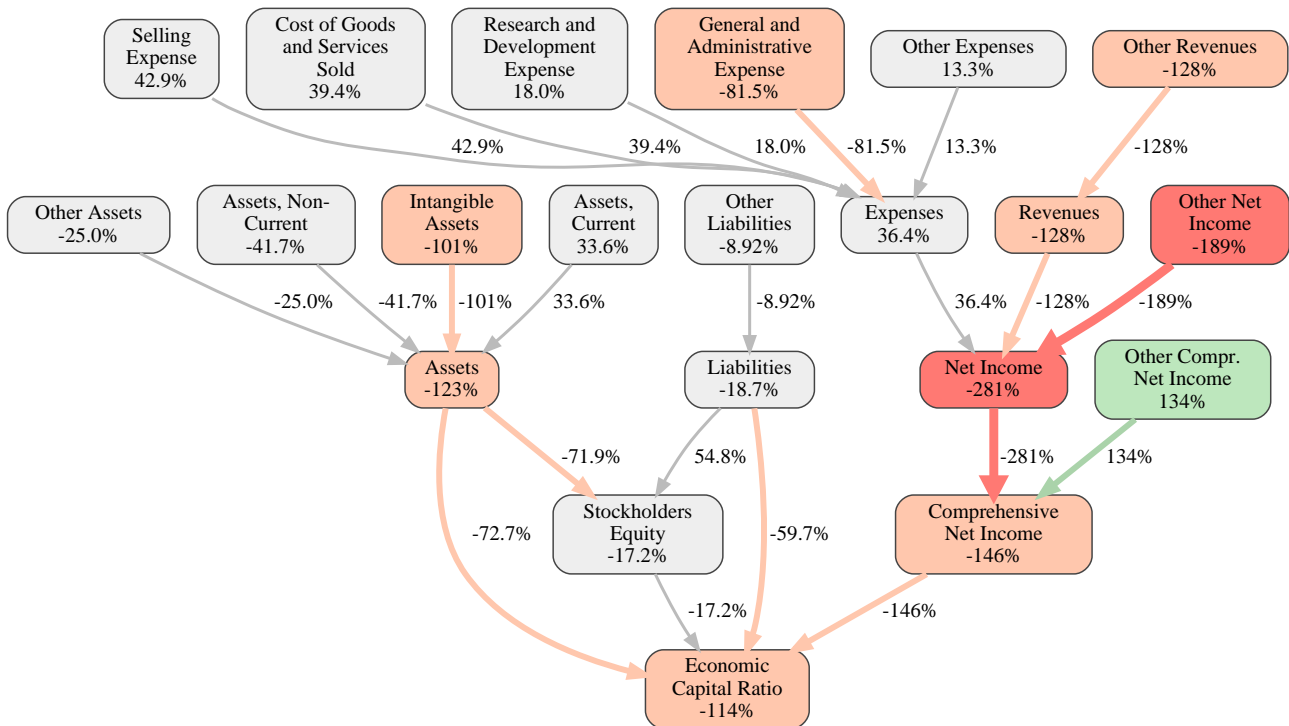 Selling
Expense
42.9%
Cost of Goods
and Services
Sold
39.4%
Research and
Development
Expense
18.0%
General and
Administrative
Expense
-81.5%
Other Expenses
13.3%
Other Revenues
-128%
42.9%
39.4%
18.0%
-81.5%
13.3%
-128%
Other Assets
-25.0%
Assets, Non-
Current
-41.7%
Intangible
Assets
-101%
Assets,
Current
33.6%
Other
Liabilities
-8.92%
Expenses
36.4%
Revenues
-128%
Other Net
Income
-189%
-25.0%
-41.7%
-101%
33.6%
-8.92%
36.4%
-128%
-189%
Assets
-123%
Liabilities
-18.7%
Net Income
-281%
Other Compr.
Net Income
134%
-71.9%
54.8%
-281%
134%
Stockholders
Equity
-17.2%
Comprehensive
Net Income
-146%
-72.7%
-59.7%
-17.2%
-146%
Economic
Capital Ratio
-114%